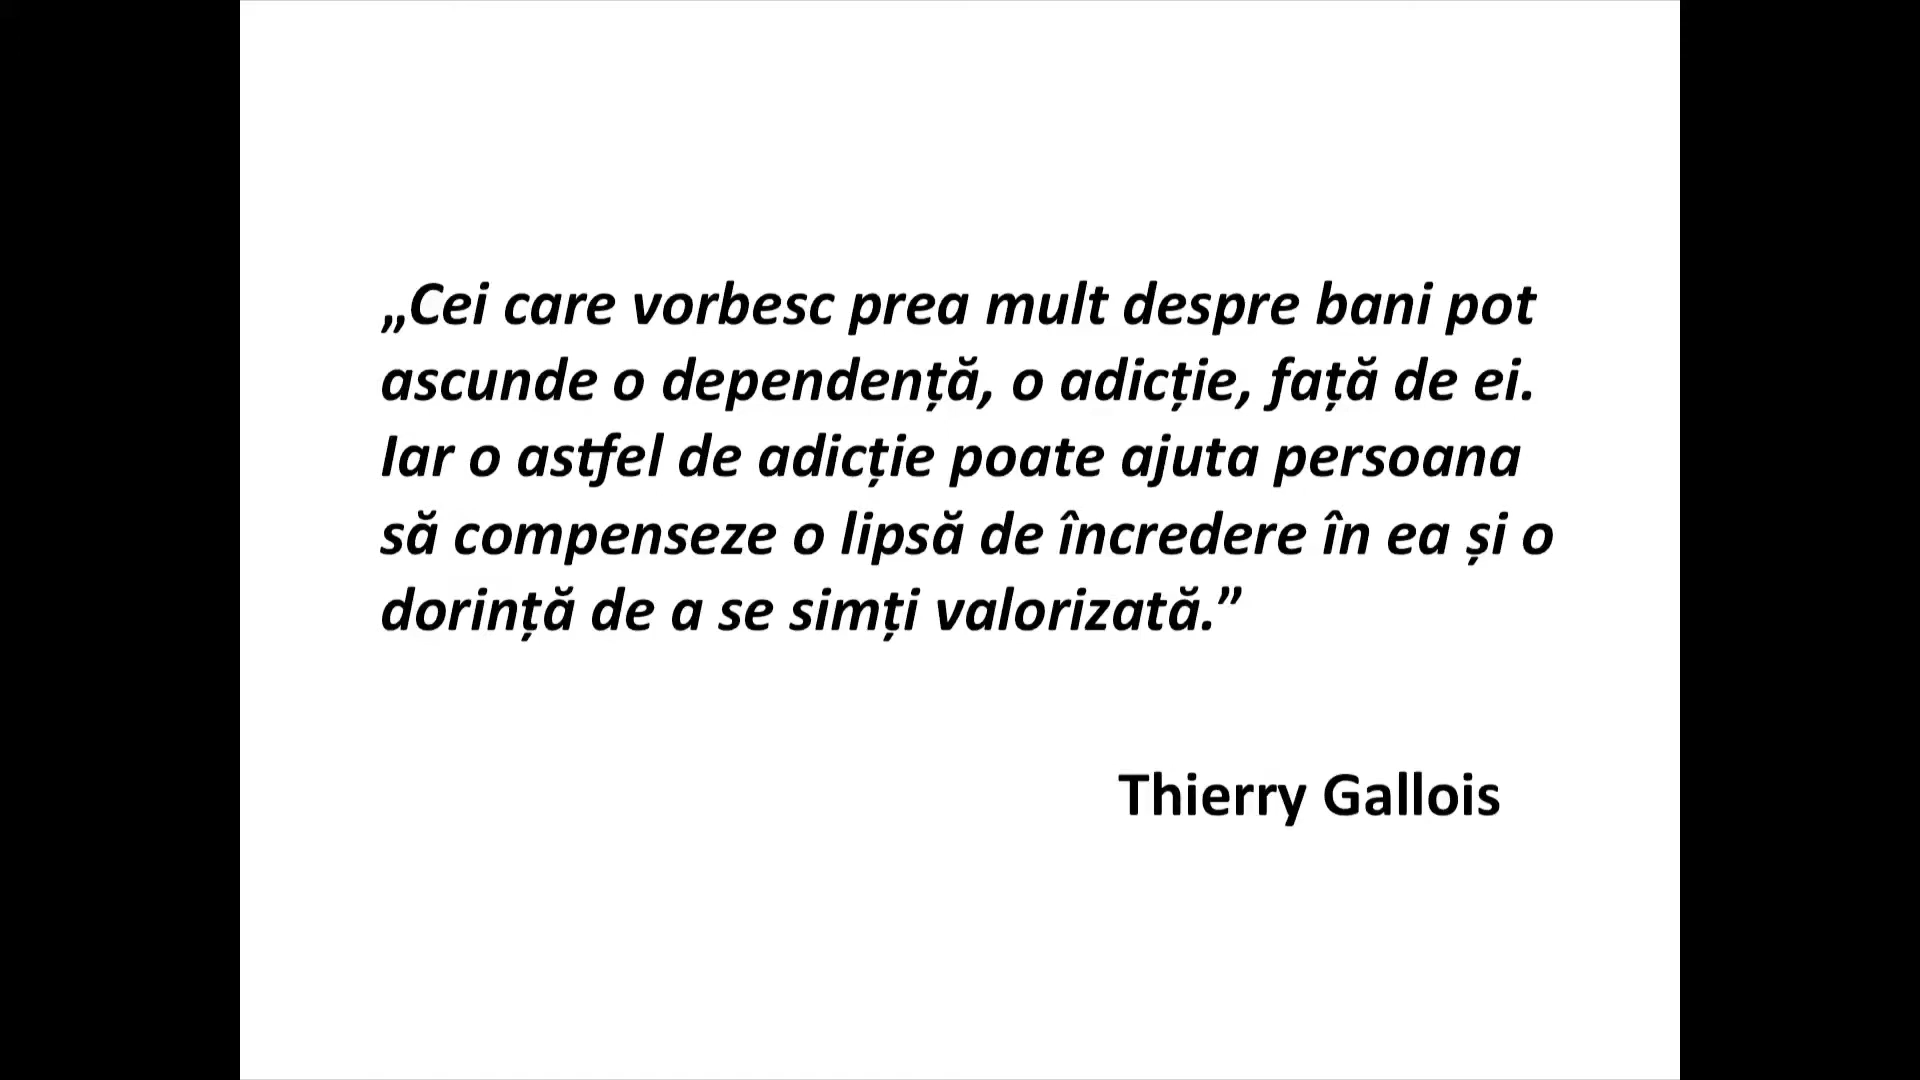 „Cei care vorbesc prea mult despre bani pot
ascunde o dependență, o adicție, față de ei.
Iar o astfel de adicție poate ajuta persoana
să compenseze o lipsă de încredere în ea și o
dorință de a se simți valorizată.”
Thierry Gallois